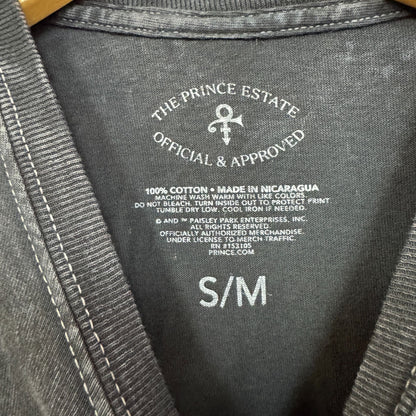 THE PRINCE ESTATE
OFFICIAL & APPROVED
100% COTTON • MADE IN NICARAGUA
MACHINE WASH WARM WITH LIKE COLORS.
DO NOT BLEACH. TURN INSIDE OUT TO PROTECT PRINT
TUMBLE DRY LOW. COOL IRON IF NEEDED.
© AND ™ PAISLEY PARK ENTERPRISES, INC.
ALL RIGHTS RESERVED.
OFFICIALLY AUTHORIZED MERCHANDISE.
UNDER LICENSE TO MERCH TRAFFIC.
RN #153105
PRINCE.COM
S/M